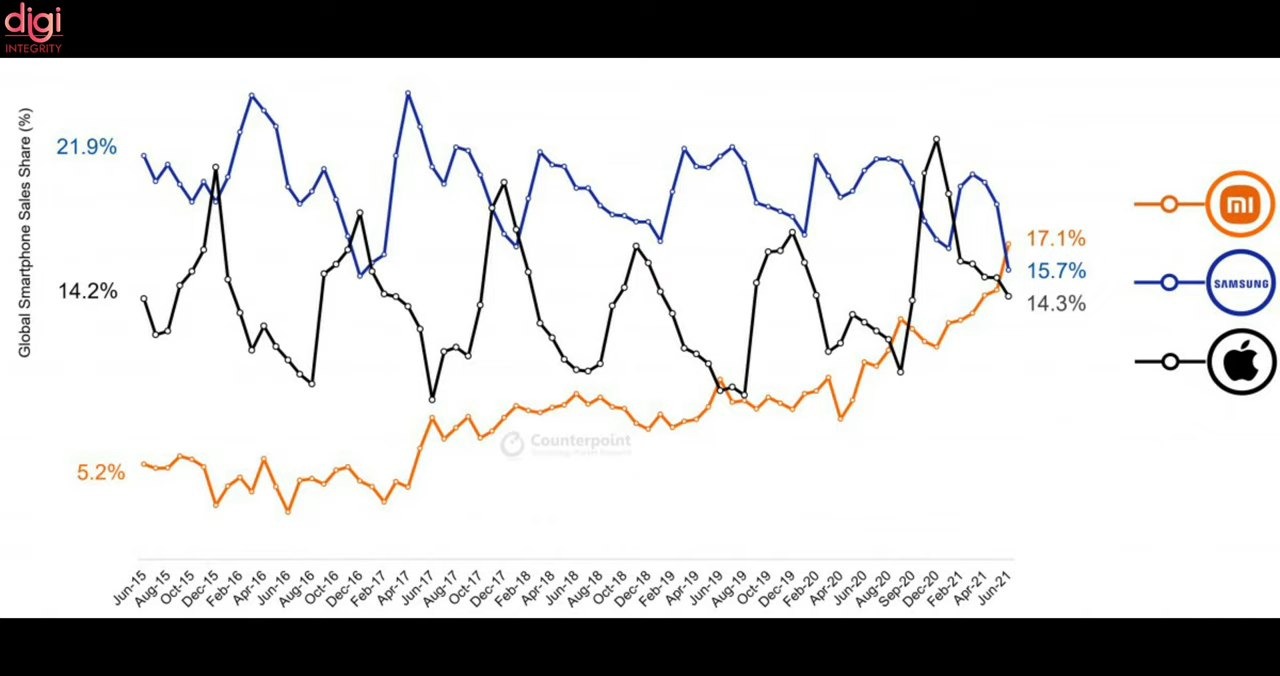 digi
INTEGRITY
Global Smartphone Sales Share (%)
21.9%
14.2%
5.2%
17.1%
15.7%
14.3%
mi
SAMSUNG
Counterpoint
Technology Market Research
Jun-15
Aug-15
Oct-15
Dec-15
Feb-16
Apr-16
Jun-16
Aug-16
Oct-16
Dec-16
Feb-17
Apr-17
Jun-17
Aug-17
Oct-17
Dec-17
Feb-18
Apr-18
Jun-18
Aug-18
Oct-18
Dec-18
Feb-19
Apr-19
Jun-19
Aug-19
Oct-19
Dec-19
Feb-20
Apr-20
Jun-20
Aug-20
Sep-20
Dec-20
Feb-21
Apr-21
Jun-21